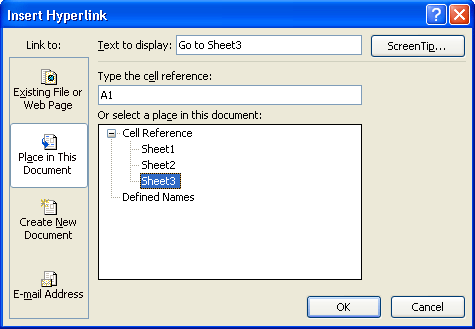 Insert Hyperlink
Link to:
Text to display: Go to Sheet3
ScreenTip...
Existing File or
Web Page
Place in This
Document
Create New
Document
E-mail Address
Type the cell reference:
A1
Or select a place in this document:
Cell Reference
Sheet1
Sheet2
Sheet3
Defined Names
OK
Cancel